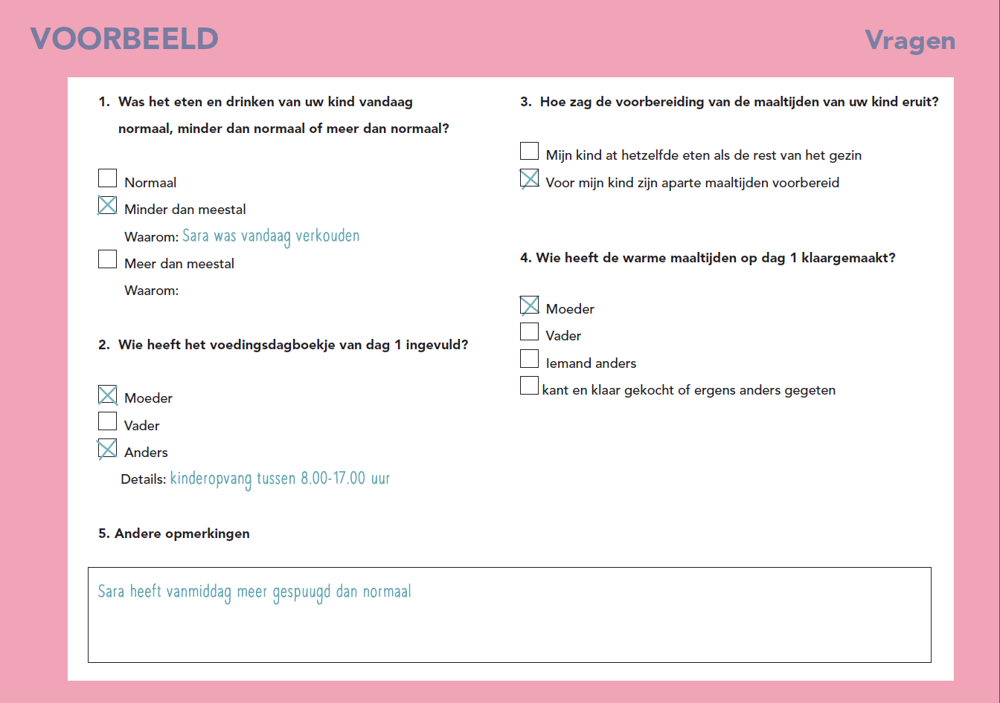 VOORBEELD
Vragen
1. Was het eten en drinken van uw kind vandaag
normaal, minder dan normaal of meer dan normaal?
Normaal
Minder dan meestal
Waarom: Sara was vandaag verkouden
Meer dan meestal
Waarom:
2. Wie heeft het voedingsdagboekje van dag 1 ingevuld?
Moeder
Vader
Anders
Details: kinderopvang tussen 8.00-17.00 uur
3. Hoe zag de voorbereiding van de maaltijden van uw kind eruit?
Mijn kind at hetzelfde eten als de rest van het gezin
Voor mijn kind zijn aparte maaltijden voorbereid
4. Wie heeft de warme maaltijden op dag 1 klaargemaakt?
Moeder
Vader
Iemand anders
kant en klaar gekocht of ergens anders gegeten
5. Andere opmerkingen
Sara heeft vanmiddag meer gespuugd dan normaal